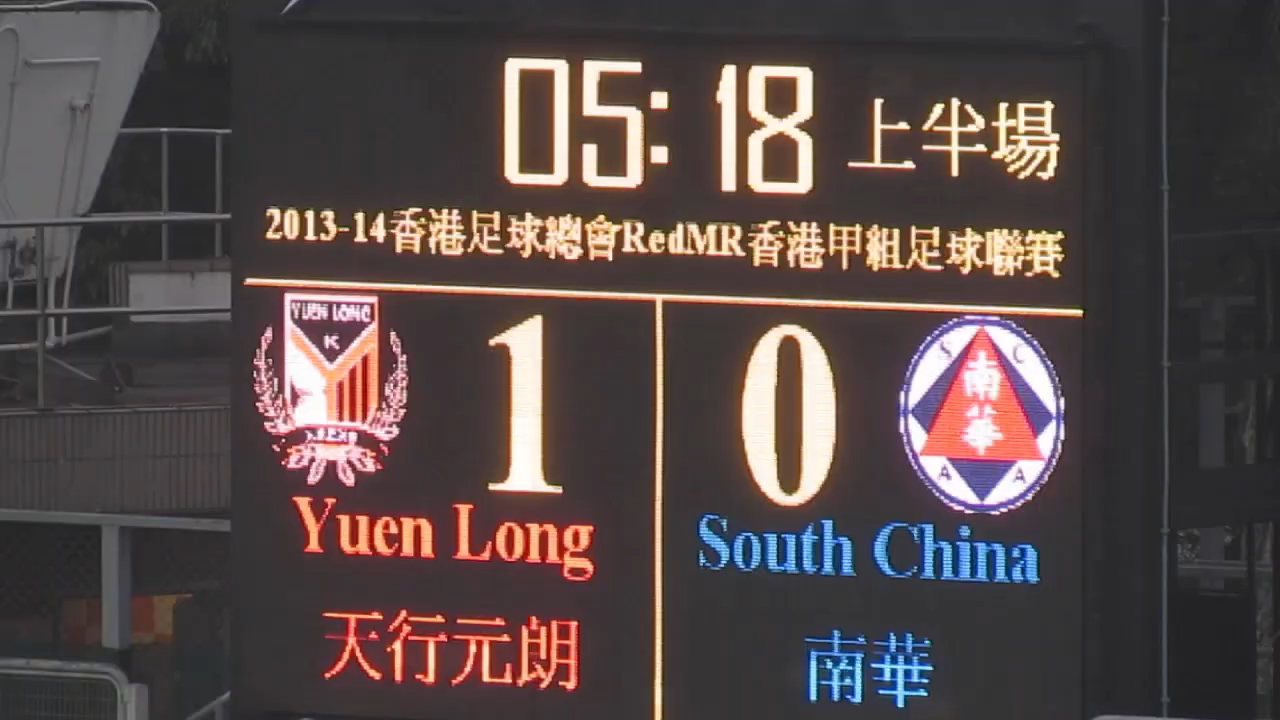 05:18 上半場
2013-14香港足球總會RedMR香港甲組足球聯賽
YUEN LONG
K
1
0
S C
南
華
A A
Yuen Long
South China
天行元朗
南華